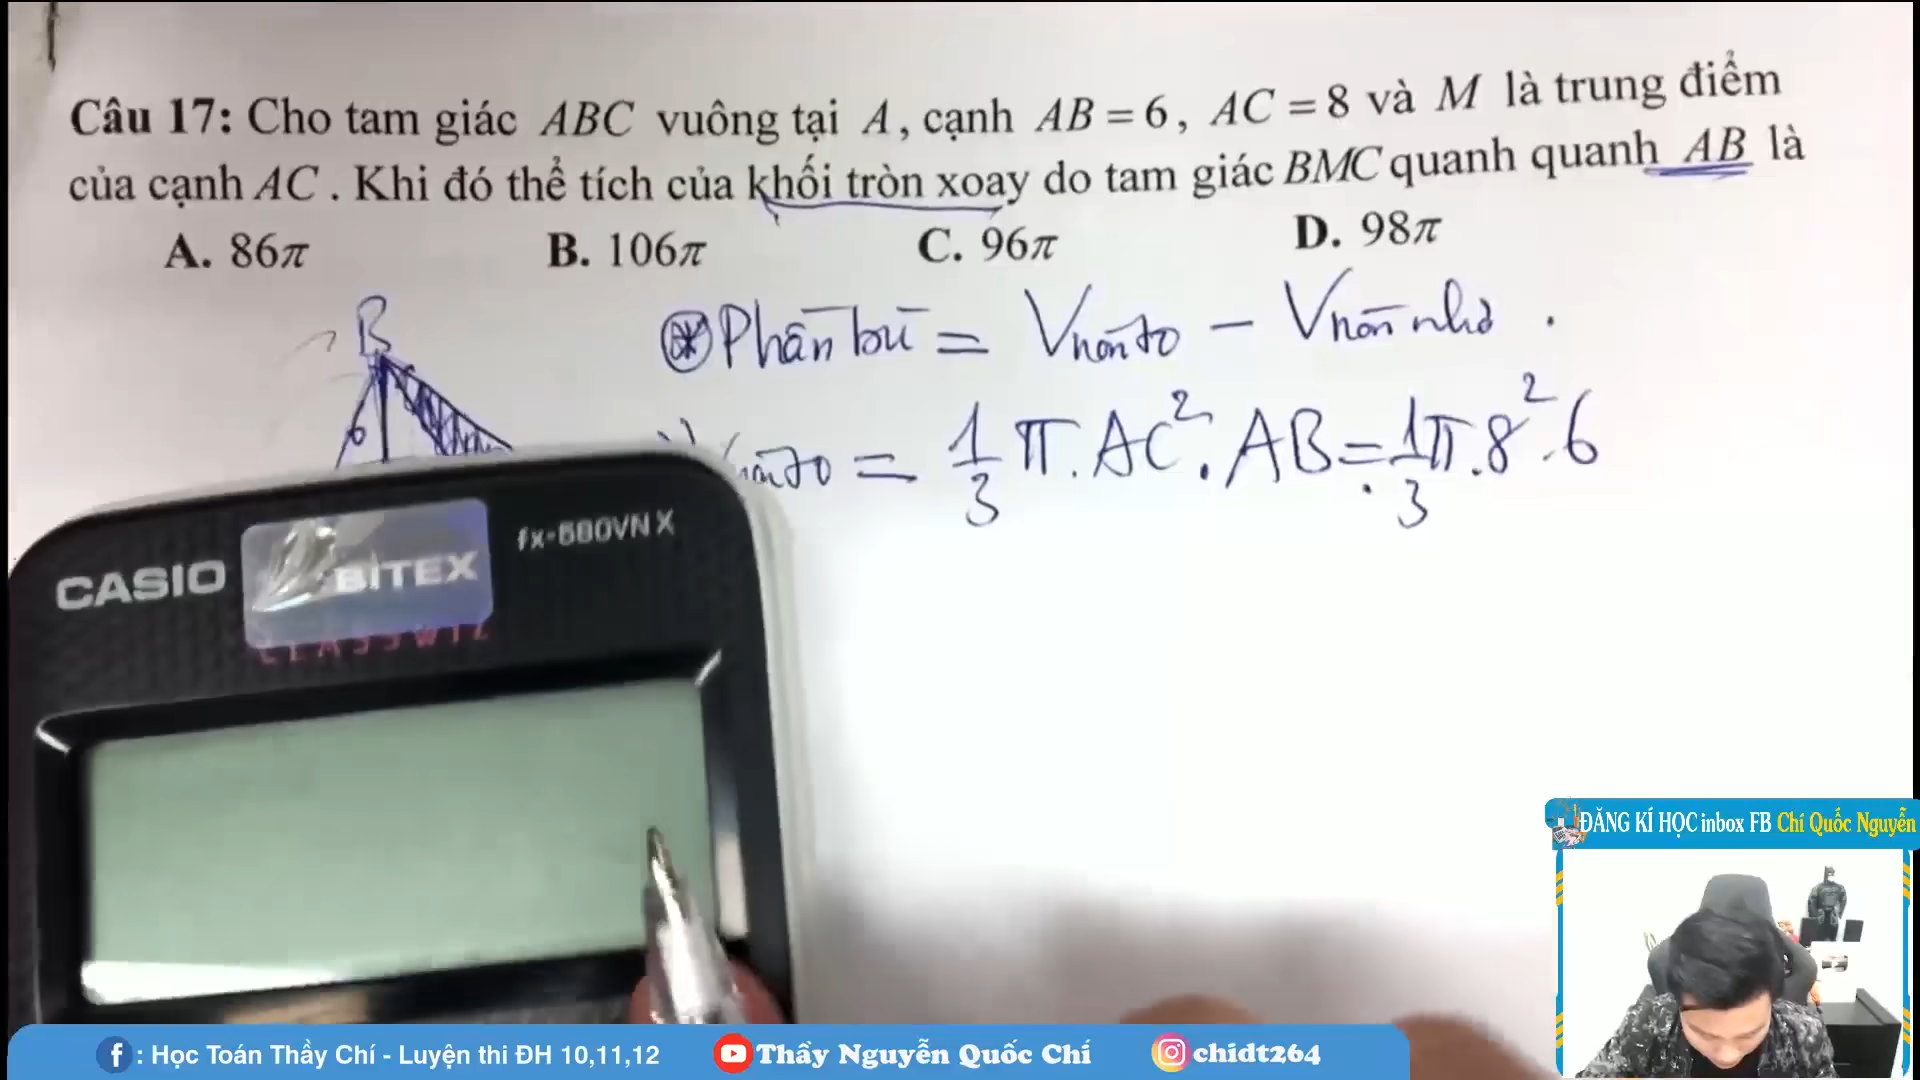 Câu 17: Cho tam giác ABC vuông tại A, cạnh AB = 6, AC = 8 và M là trung điểm
của cạnh AC. Khi đó thể tích của khối tròn xoay do tam giác BMC quanh quanh AB là
A. 86π B. 106π C. 96π D. 98π
B
⊛ Phần bù = Vnón to - Vnón nhỏ.
6
nón to = 1/3 π. AC². AB = 1/3 π. 8². 6
CASIO BITEX fx-580VN X
CLASSWIZ
ĐĂNG KÍ HỌC inbox FB Chí Quốc Nguyễn
f : Học Toán Thầy Chí - Luyện thi ĐH 10,11,12 Thầy Nguyễn Quốc Chí chidt264